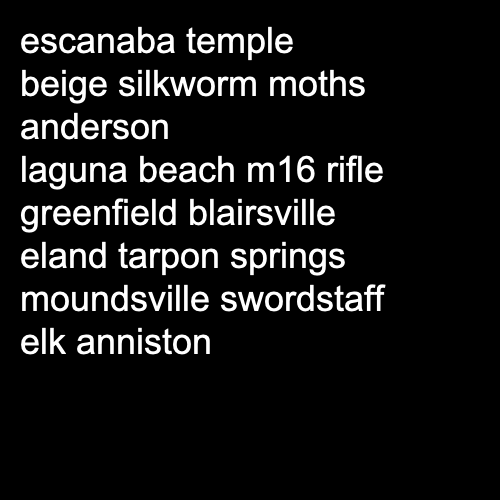 escanaba temple
beige silkworm moths
anderson
laguna beach m16 rifle
greenfield blairsville
eland tarpon springs
moundsville swordstaff
elk anniston